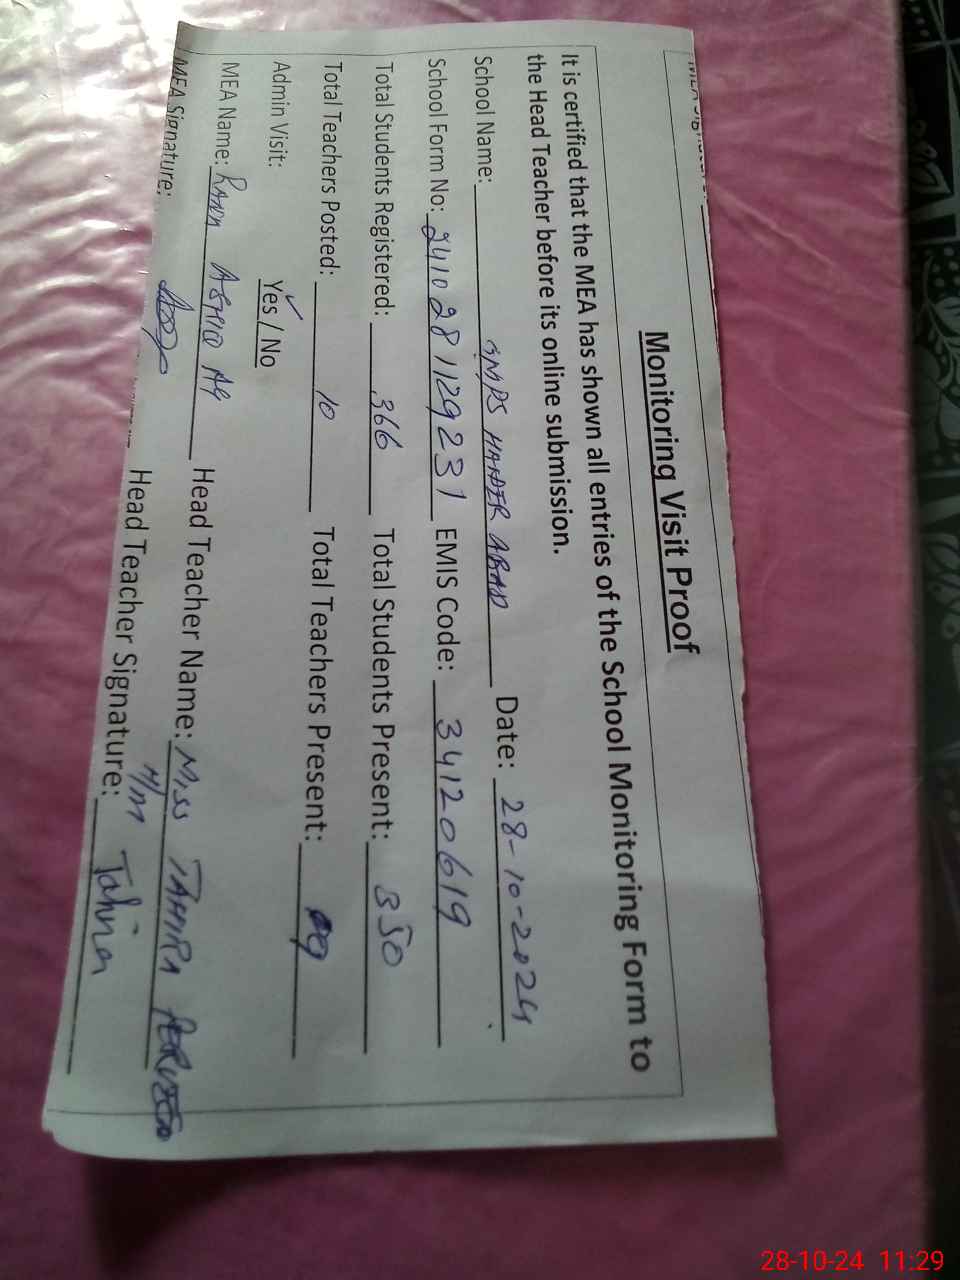 Monitoring Visit Proof
It is certified that the MEA has shown all entries of the School Monitoring Form to
the Head Teacher before its online submission.
School Name: GMPS HAIDER ABAD Date: 28-10-2024
School Form No: 241028112923 1 EMIS Code: 34120619
Total Students Registered: 366 Total Students Present: 350
Total Teachers Posted: 10 Total Teachers Present: 09
Admin Visit: Yes / No
MEA Name: Head Teacher Name: MISS TAHIRA PERVEEN
MEA Signature: Head Teacher Signature: H/M Tahira
28-10-24 11:29